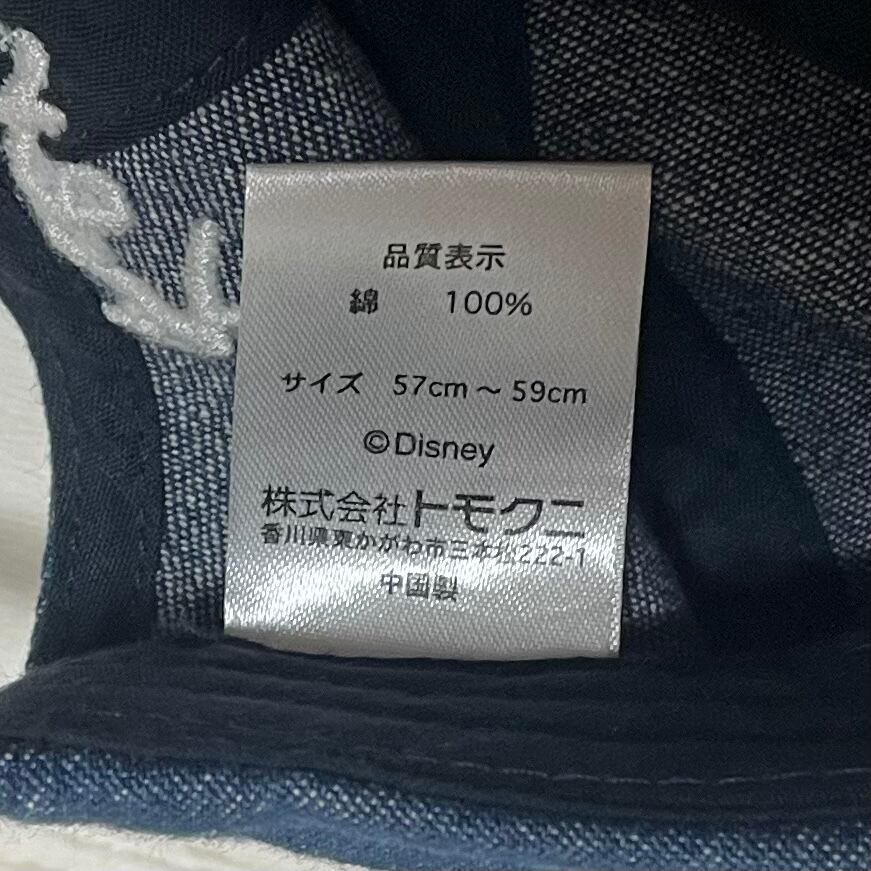 品質表示
綿 100%
サイズ 57cm～59cm
©Disney
株式会社トモクニ
香川県東かがわ市三本松222-1
中国製